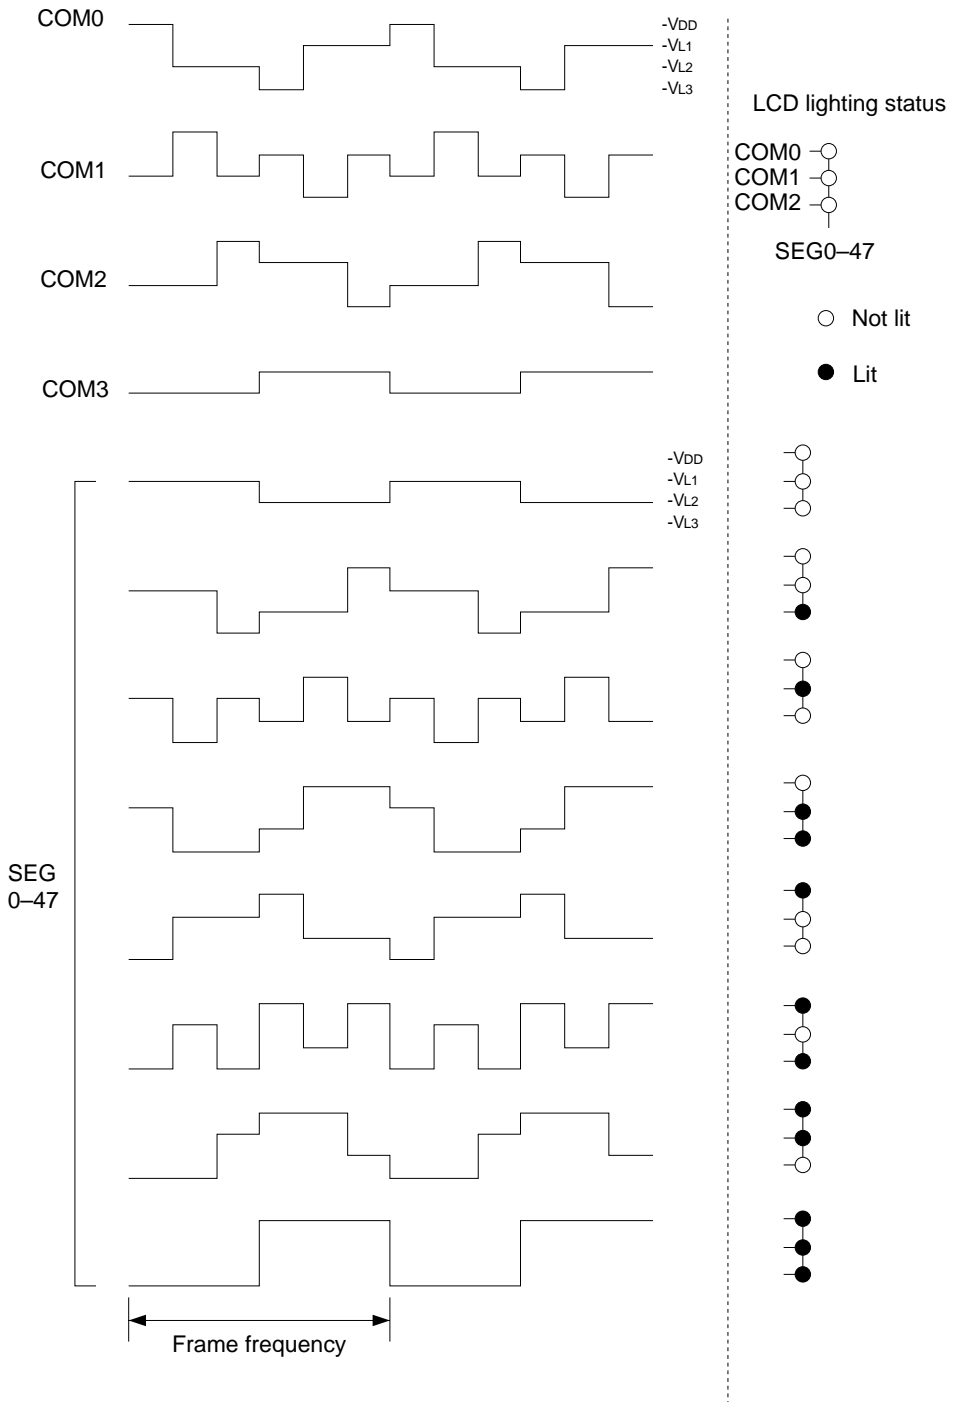 COM0
-VDD
-VL1
-VL2
-VL3
LCD lighting status
COM0
COM1
COM2
SEG0–47
Not lit
Lit
COM1
COM2
COM3
-VDD
-VL1
-VL2
-VL3
SEG
0–47
Frame frequency